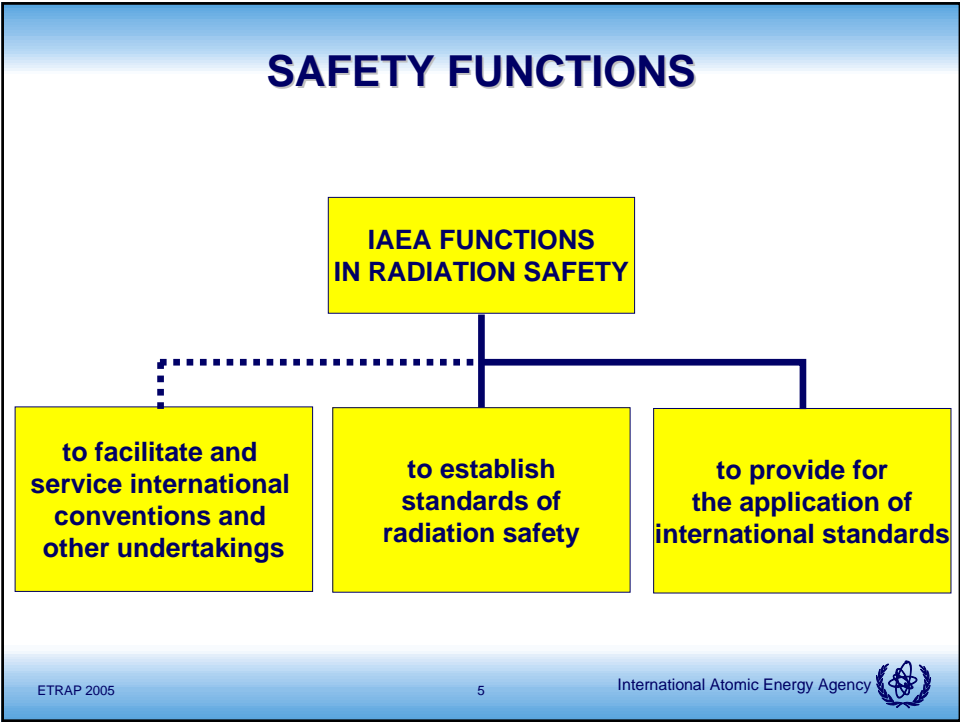 SAFETY FUNCTIONS
IAEA FUNCTIONS
IN RADIATION SAFETY
to facilitate and
service international
conventions and
other undertakings
to establish
standards of
radiation safety
to provide for
the application of
international standards
ETRAP 2005
5
International Atomic Energy Agency